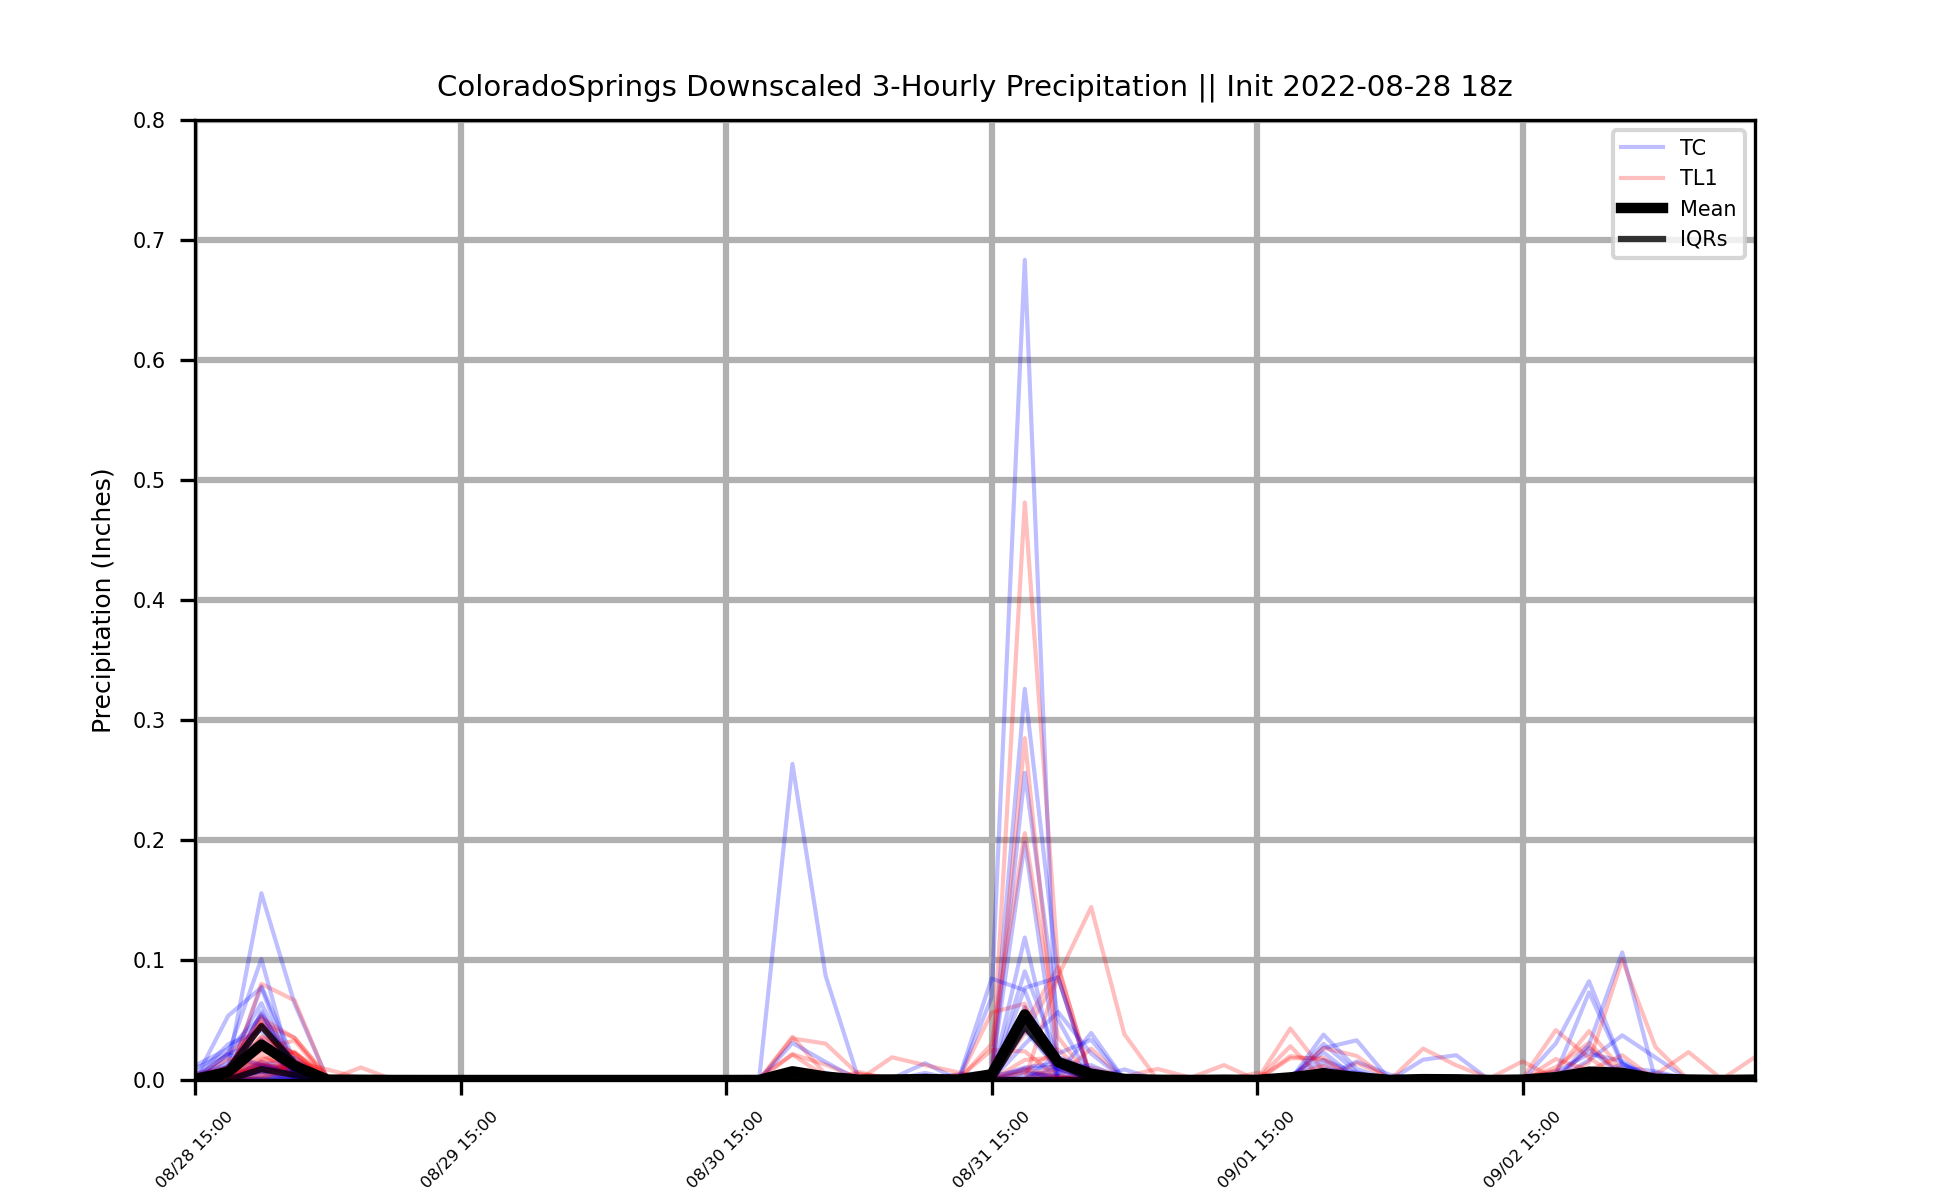 ColoradoSprings Downscaled 3-Hourly Precipitation || Init 2022-08-28 18z
TC
TL1
Mean
IQRs
Precipitation (Inches)
0.8
0.7
0.6
0.5
0.4
0.3
0.2
0.1
0.0
08/28 15:00
08/29 15:00
08/30 15:00
08/31 15:00
09/01 15:00
09/02 15:00